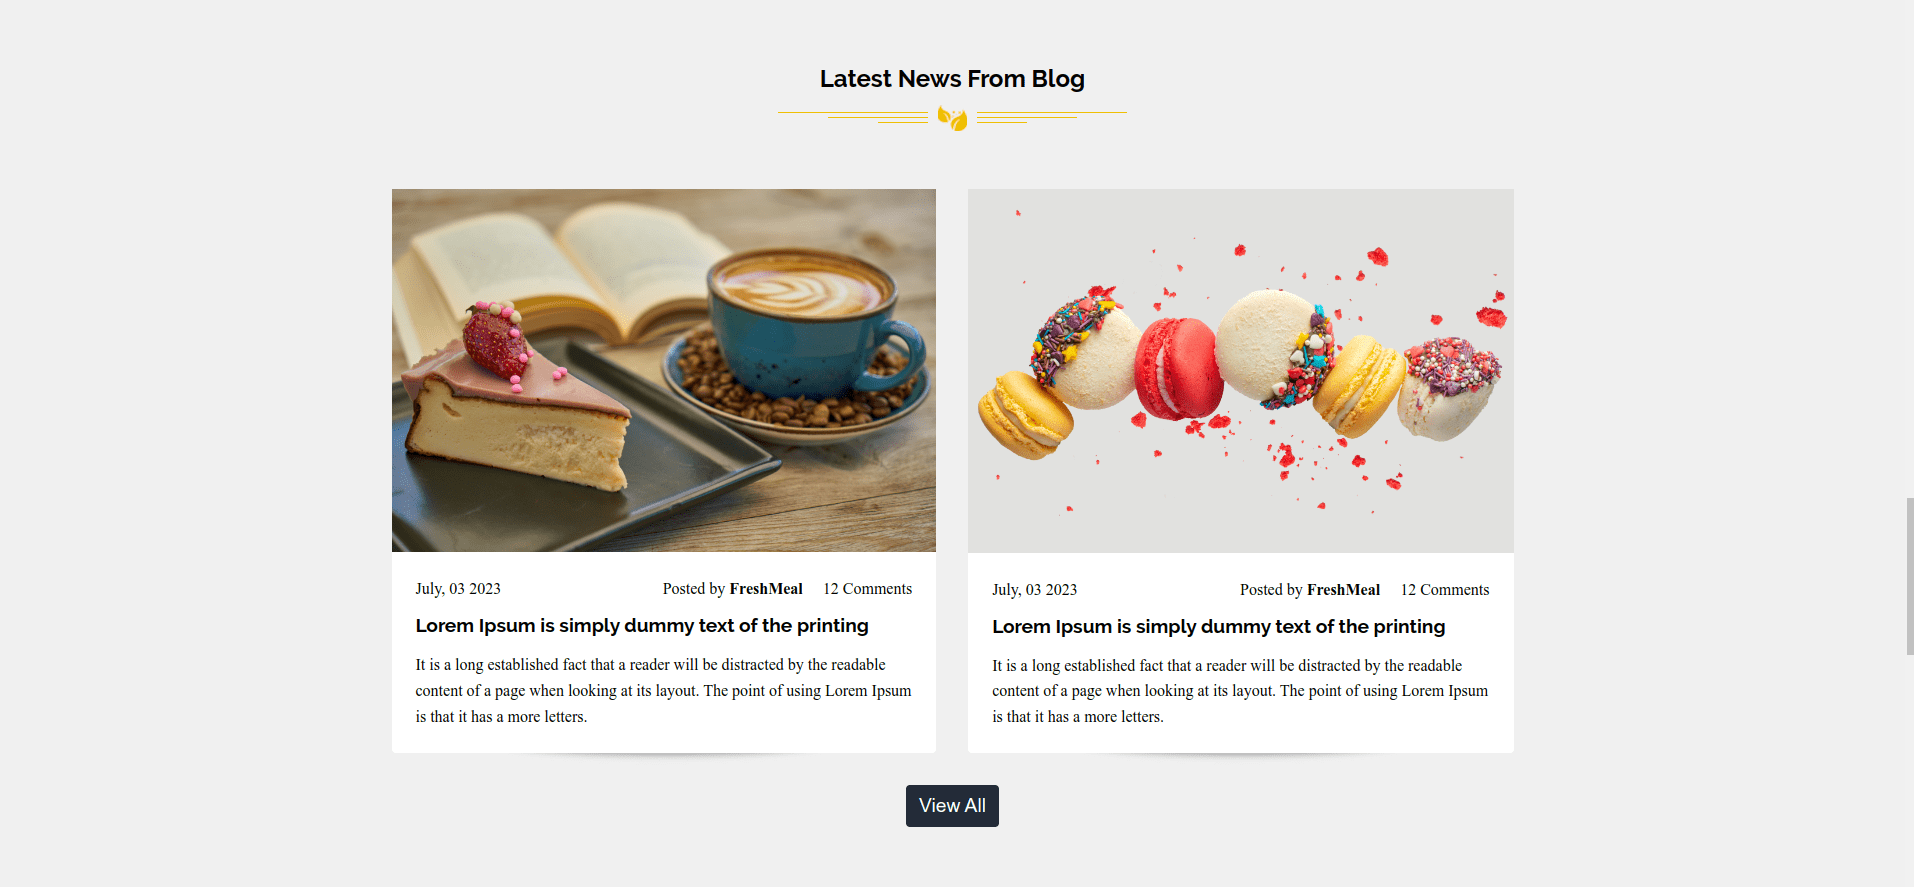 Latest News From Blog
July, 03 2023 Posted by FreshMeal 12 Comments
Lorem Ipsum is simply dummy text of the printing
It is a long established fact that a reader will be distracted by the readable
content of a page when looking at its layout. The point of using Lorem Ipsum
is that it has a more letters.
July, 03 2023 Posted by FreshMeal 12 Comments
Lorem Ipsum is simply dummy text of the printing
It is a long established fact that a reader will be distracted by the readable
content of a page when looking at its layout. The point of using Lorem Ipsum
is that it has a more letters.
View All